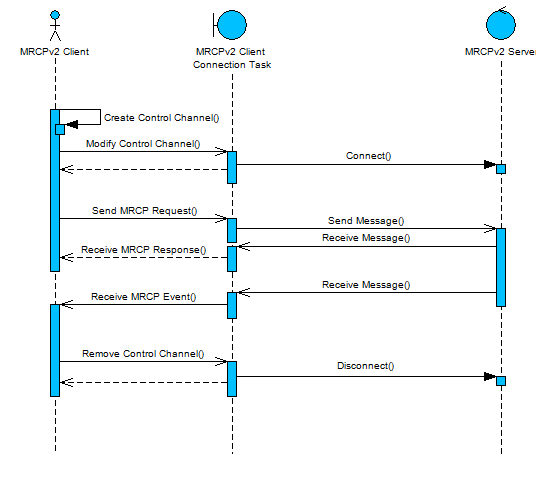 MRCPv2 Client
MRCPv2 Client
Connection Task
MRCPv2 Server
Create Control Channel()
Modify Control Channel()
Connect()
Send MRCP Request()
Send Message()
Receive Message()
Receive MRCP Response()
Receive Message()
Receive MRCP Event()
Remove Control Channel()
Disconnect()